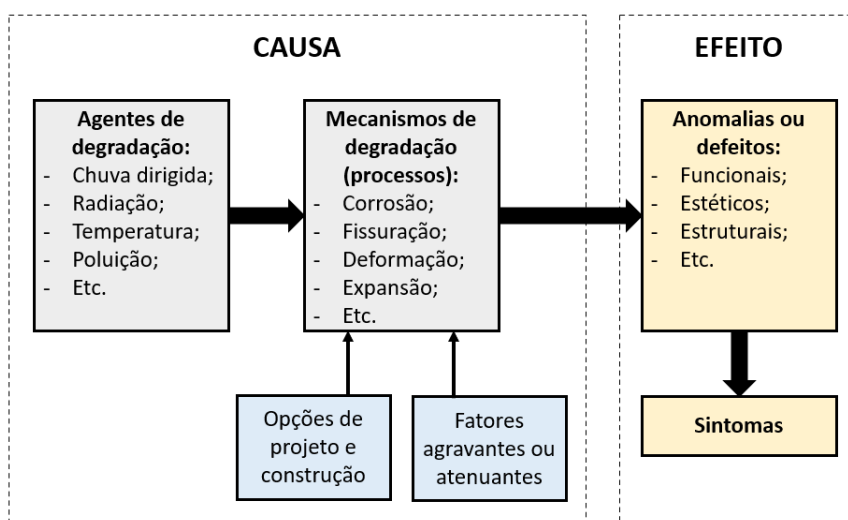 CAUSA
EFEITO
Agentes de
degradação:
- Chuva dirigida;
- Radiação;
- Temperatura;
- Poluição;
- Etc.
Mecanismos de
degradação
(processos):
- Corrosão;
- Fissuração;
- Deformação;
- Expansão;
- Etc.
Anomalias ou
defeitos:
- Funcionais;
- Estéticos;
- Estruturais;
- Etc.
Opções de
projeto e
construção
Fatores
agravantes ou
atenuantes
Sintomas